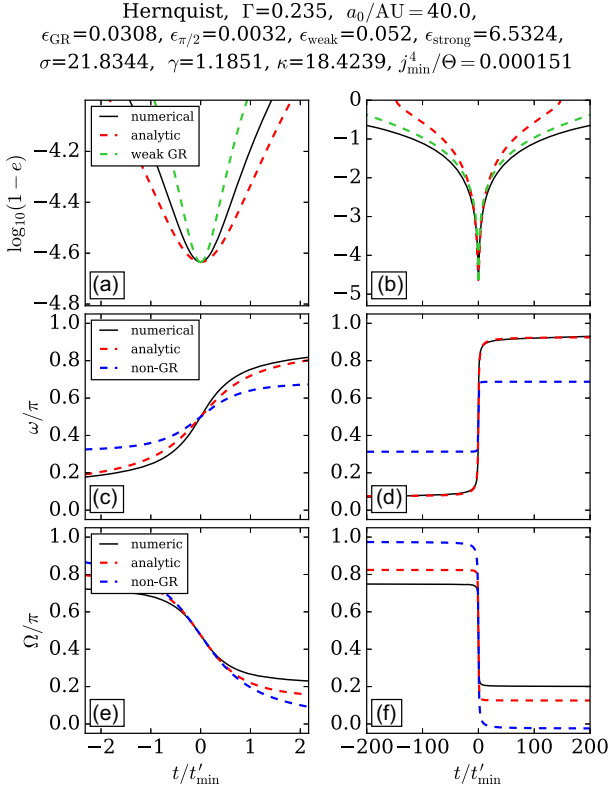 Hernquist, Γ=0.235, a₀/AU=40.0,
ϵ_GR=0.0308, ϵ_π/2=0.0032, ϵ_weak=0.052, ϵ_strong=6.5324,
σ=21.8344, γ=1.1851, κ=18.4239, j⁴_min/Θ=0.000151
log₁₀(1 − e)
−4.2
−4.4
−4.6
−4.8
numerical
analytic
weak GR
(a)
0
−1
−2
−3
−4
−5
(b)
ω/π
1.0
0.8
0.6
0.4
0.2
0.0
numerical
analytic
non-GR
(c)
1.0
0.8
0.6
0.4
0.2
0.0
(d)
Ω/π
1.0
0.8
0.6
0.4
0.2
0.0
numeric
analytic
non-GR
(e)
−2 −1 0 1 2
t/t′_min
1.0
0.8
0.6
0.4
0.2
0.0
(f)
−200 −100 0 100 200
t/t′_min